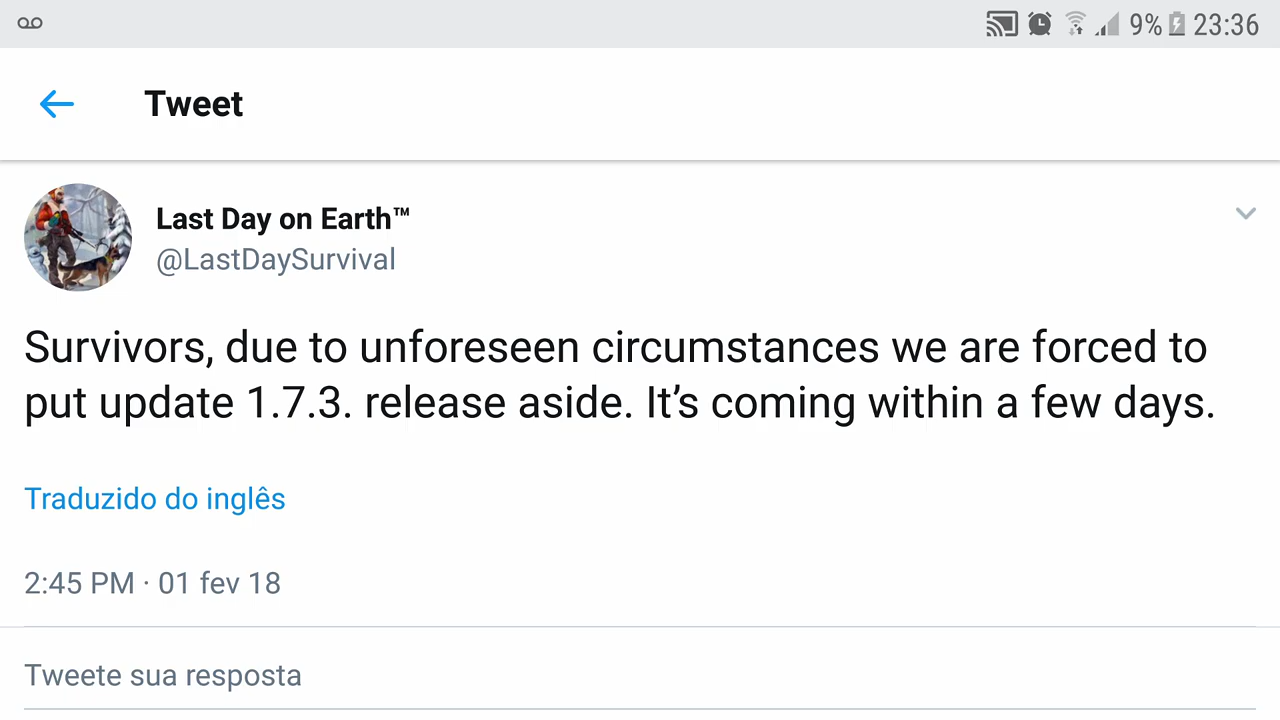 9% 23:36
Tweet
Last Day on Earth™
@LastDaySurvival
Survivors, due to unforeseen circumstances we are forced to
put update 1.7.3. release aside. It’s coming within a few days.
Traduzido do inglês
2:45 PM · 01 fev 18
Tweete sua resposta